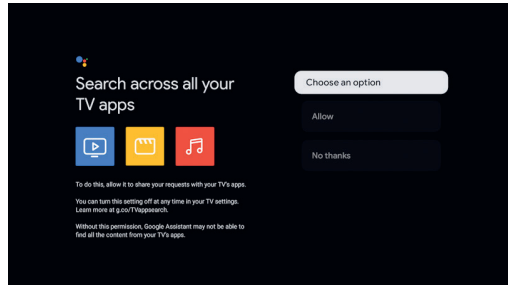 Search across all your
TV apps
To do this, allow it to share your requests with your TV's apps.
You can turn this setting off at any time in your TV settings.
Learn more at g.co/TVappsearch.
Without this permission, Google Assistant may not be able to
find all the content from your TV's apps.
Choose an option
Allow
No thanks